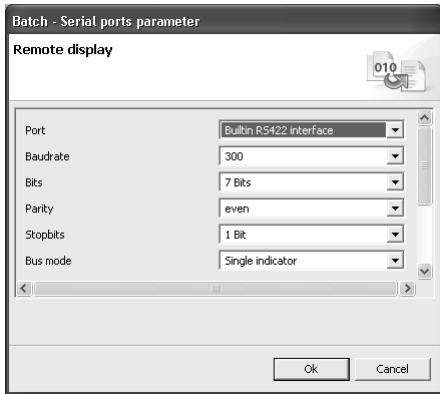 Batch - Serial ports parameter
Remote display
010
Port Builtin RS422 interface
Baudrate 300
Bits 7 Bits
Parity even
Stopbits 1 Bit
Bus mode Single indicator
Ok Cancel